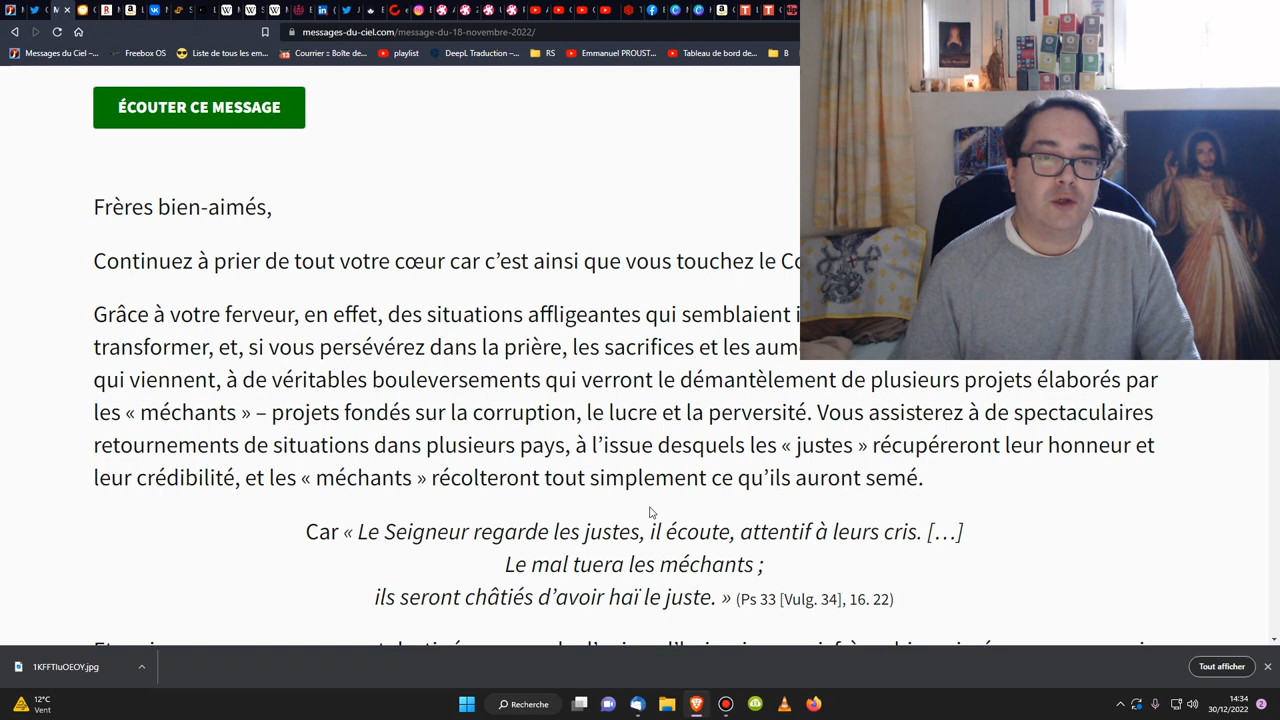 messages-du-ciel.com/message-du-18-novembre-2022/
Messages du Ciel –...
Freebox OS
Liste de tous les em...
Courrier :: Boîte de...
playlist
DeepL Traduction –...
RS
Emmanuel PROUST...
Tableau de bord de...
B
ÉCOUTER CE MESSAGE
Frères bien-aimés,
Continuez à prier de tout votre cœur car c’est ainsi que vous touchez le
Grâce à votre ferveur, en effet, des situations affligeantes qui semblaient
transformer, et, si vous persévérez dans la prière, les sacrifices et les
qui viennent, à de véritables bouleversements qui verront le démantèlement de plusieurs projets élaborés par
les « méchants » – projets fondés sur la corruption, le lucre et la perversité. Vous assisterez à de spectaculaires
retournements de situations dans plusieurs pays, à l’issue desquels les « justes » récupéreront leur honneur et
leur crédibilité, et les « méchants » récolteront tout simplement ce qu’ils auront semé.
Car « Le Seigneur regarde les justes, il écoute, attentif à leurs cris. […]
Le mal tuera les méchants ;
ils seront châtiés d’avoir haï le juste. » (Ps 33 [Vulg. 34], 16. 22)
1KFFTIuOEOY.jpg
Tout afficher
12°C
Vent
Recherche
14:34
30/12/2022
2